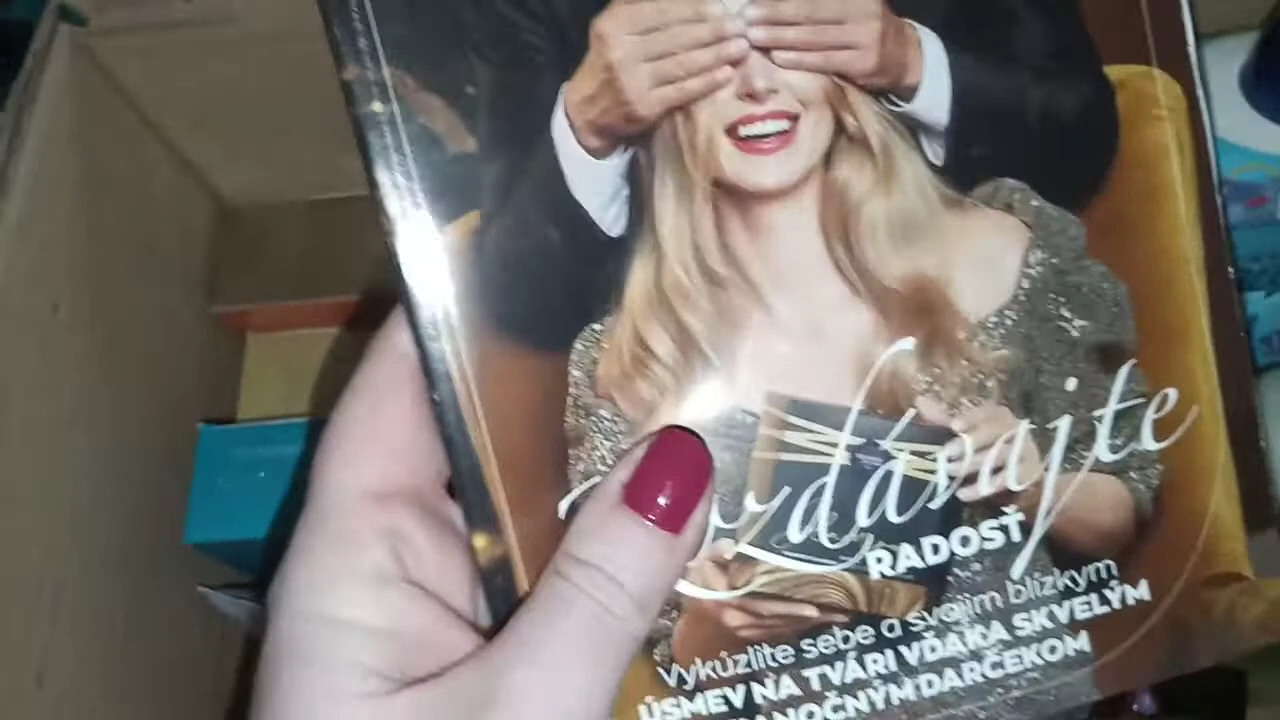 Rozdávajte
RADOSŤ
Vykúzlite sebe a svojim blízkym
ÚSMEV NA TVÁRI VĎAKA SKVELÝM
DARČEKOM